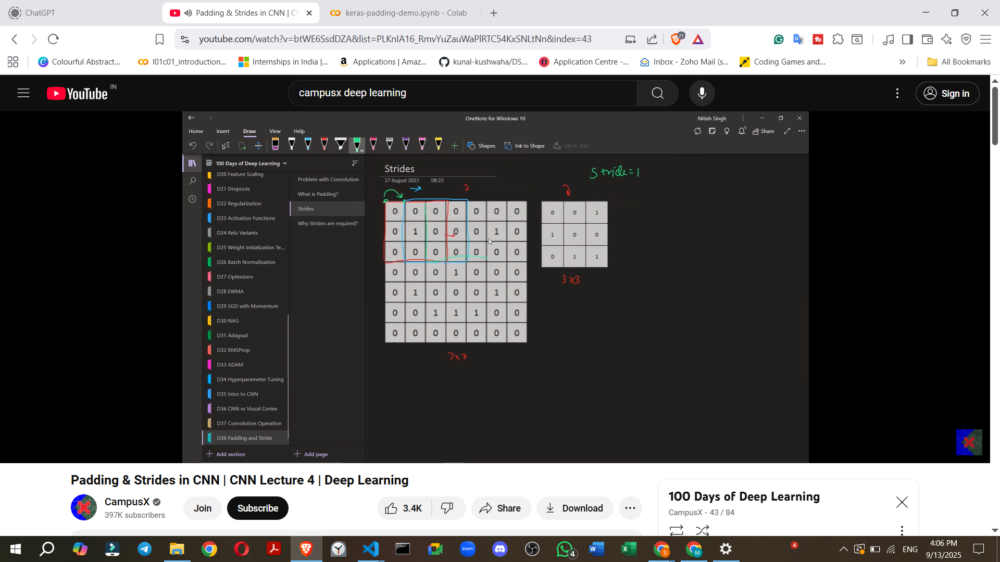 ChatGPT
Padding & Strides in CNN | C
keras-padding-demo.ipynb - Colab
youtube.com/watch?v=btWE6SsdDZA&list=PLKnIA16_RmvYuZauWaPlRTC54KxSNLtNn&index=43
21
Colourful Abstract...
l01c01_introduction...
Internships in India |...
Applications | Amaz...
kunal-kushwaha/DS...
Application Centre -...
Inbox - Zoho Mail (s...
Coding Games and...
All Bookmarks
YouTube IN
campusx deep learning
Sign in
OneNote for Windows 10
Nitish Singh
Home Insert Draw View Help
Share
Shapes
Ink to Shape
Ink to Text
100 Days of Deep Learning
D20 Feature Scaling
D21 Dropouts
D22 Regularization
D23 Activation Functions
D24 Relu Variants
D25 Weight Initialization Te...
D26 Batch Normalization
D27 Optimizers
D28 EWMA
D29 SGD with Momentum
D30 NAG
D31 Adagrad
D32 RMSProp
D33 ADAM
D34 Hyperparameter Tuning
D35 Intro to CNN
D36 CNN vs Visual Cortex
D37 Convolution Operation
D38 Padding and Stride
Add section
Problem with Convolution
What is Padding?
Strides
Why Strides are required?
Add page
Strides
27 August 2022 08:23
Stride=1
0 0 0 0 0 0 0
0 1 0 0 0 1 0
0 0 0 0 0 0 0
0 0 0 1 0 0 0
0 1 0 0 0 1 0
0 0 1 1 1 0 0
0 0 0 0 0 0 0
7x7
0 0 1
1 0 0
0 1 1
3x3
Padding & Strides in CNN | CNN Lecture 4 | Deep Learning
CampusX
397K subscribers
Join
Subscribe
3.4K
Share
Download
100 Days of Deep Learning
CampusX - 43 / 84
zoom
4
S
M
4
ENG
4:06 PM
9/13/2025